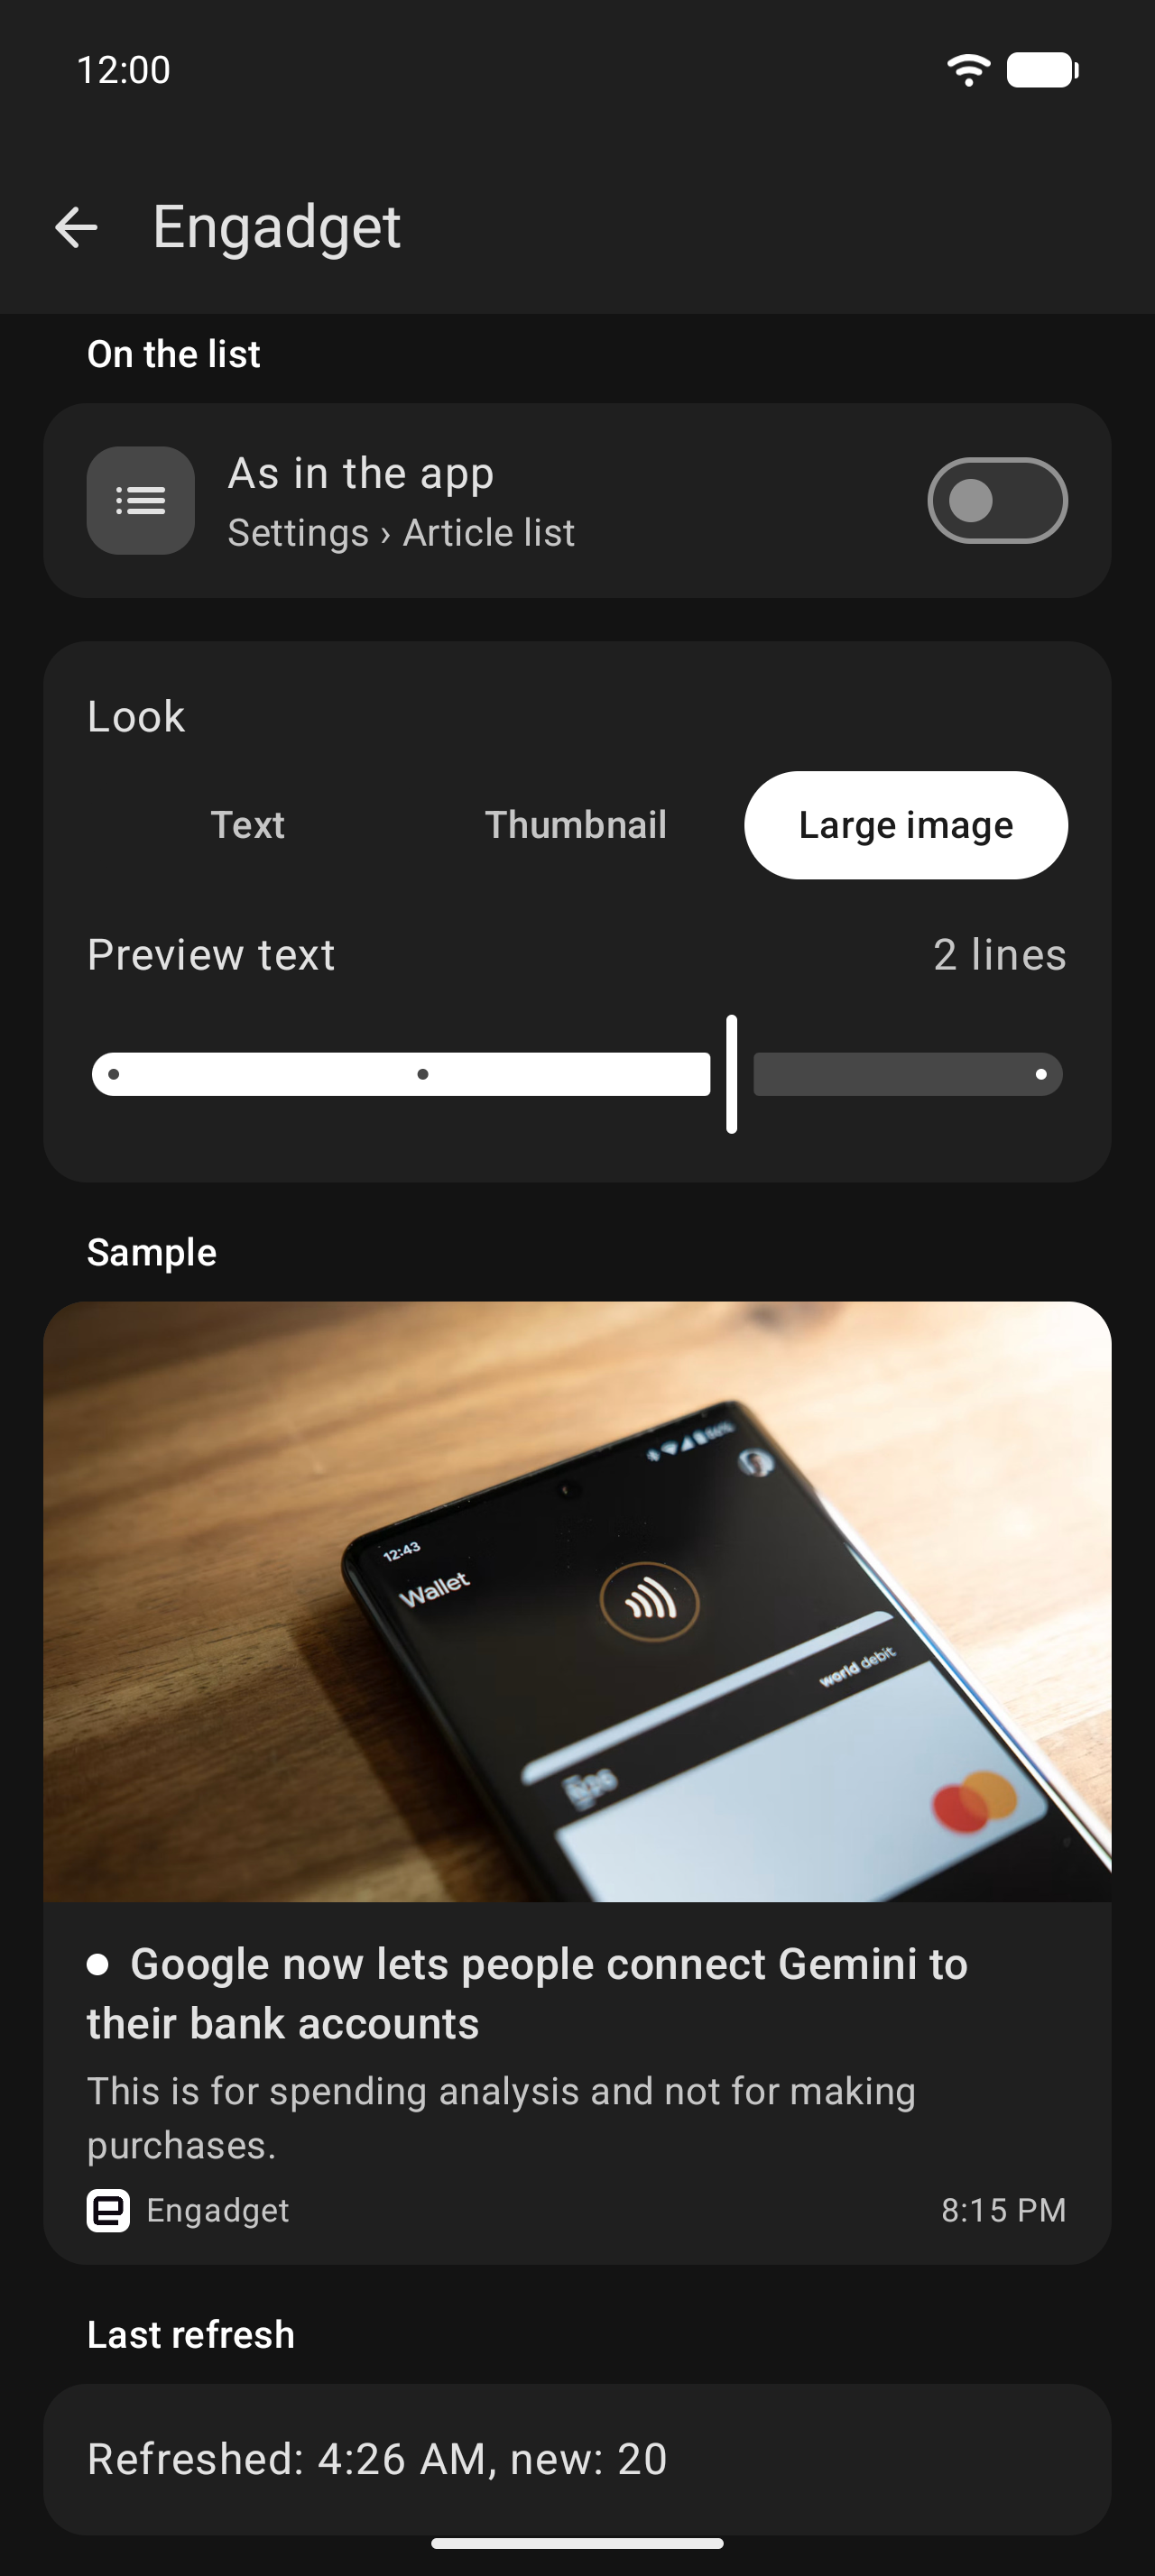 12:00
Engadget
On the list
As in the app
Settings › Article list
Look
Text
Thumbnail
Large image
Preview text
2 lines
Sample
12:43
Wallet
world debit
Google now lets people connect Gemini to
their bank accounts
This is for spending analysis and not for making
purchases.
Engadget
8:15 PM
Last refresh
Refreshed: 4:26 AM, new: 20